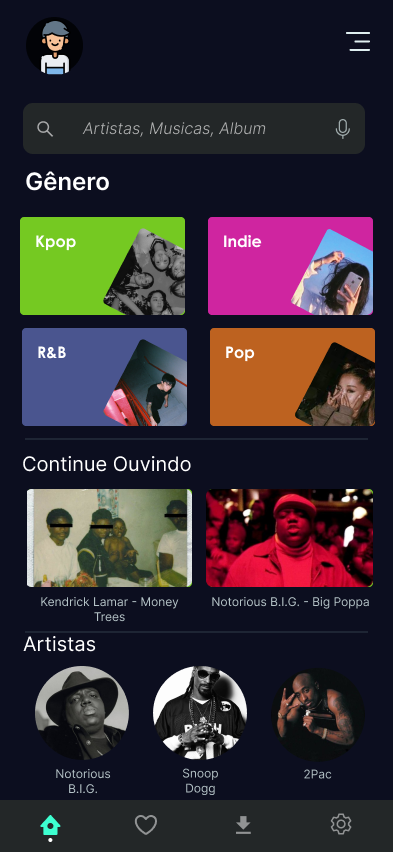 Artistas, Musicas, Album
Gênero
Kpop
Indie
R&B
Pop
Continue Ouvindo
Kendrick Lamar - Money
Trees
Notorious B.I.G. - Big Poppa
Artistas
Notorious
B.I.G.
Snoop
Dogg
2Pac